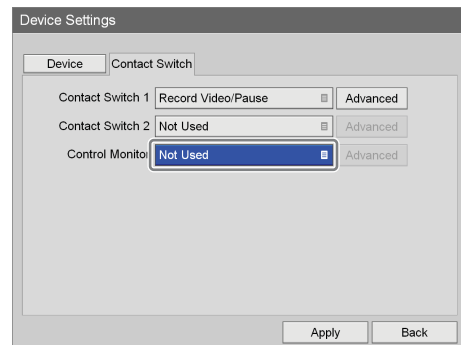 Device Settings
Device Contact Switch
Contact Switch 1 Record Video/Pause Advanced
Contact Switch 2 Not Used Advanced
Control Monitor Not Used Advanced
Apply Back